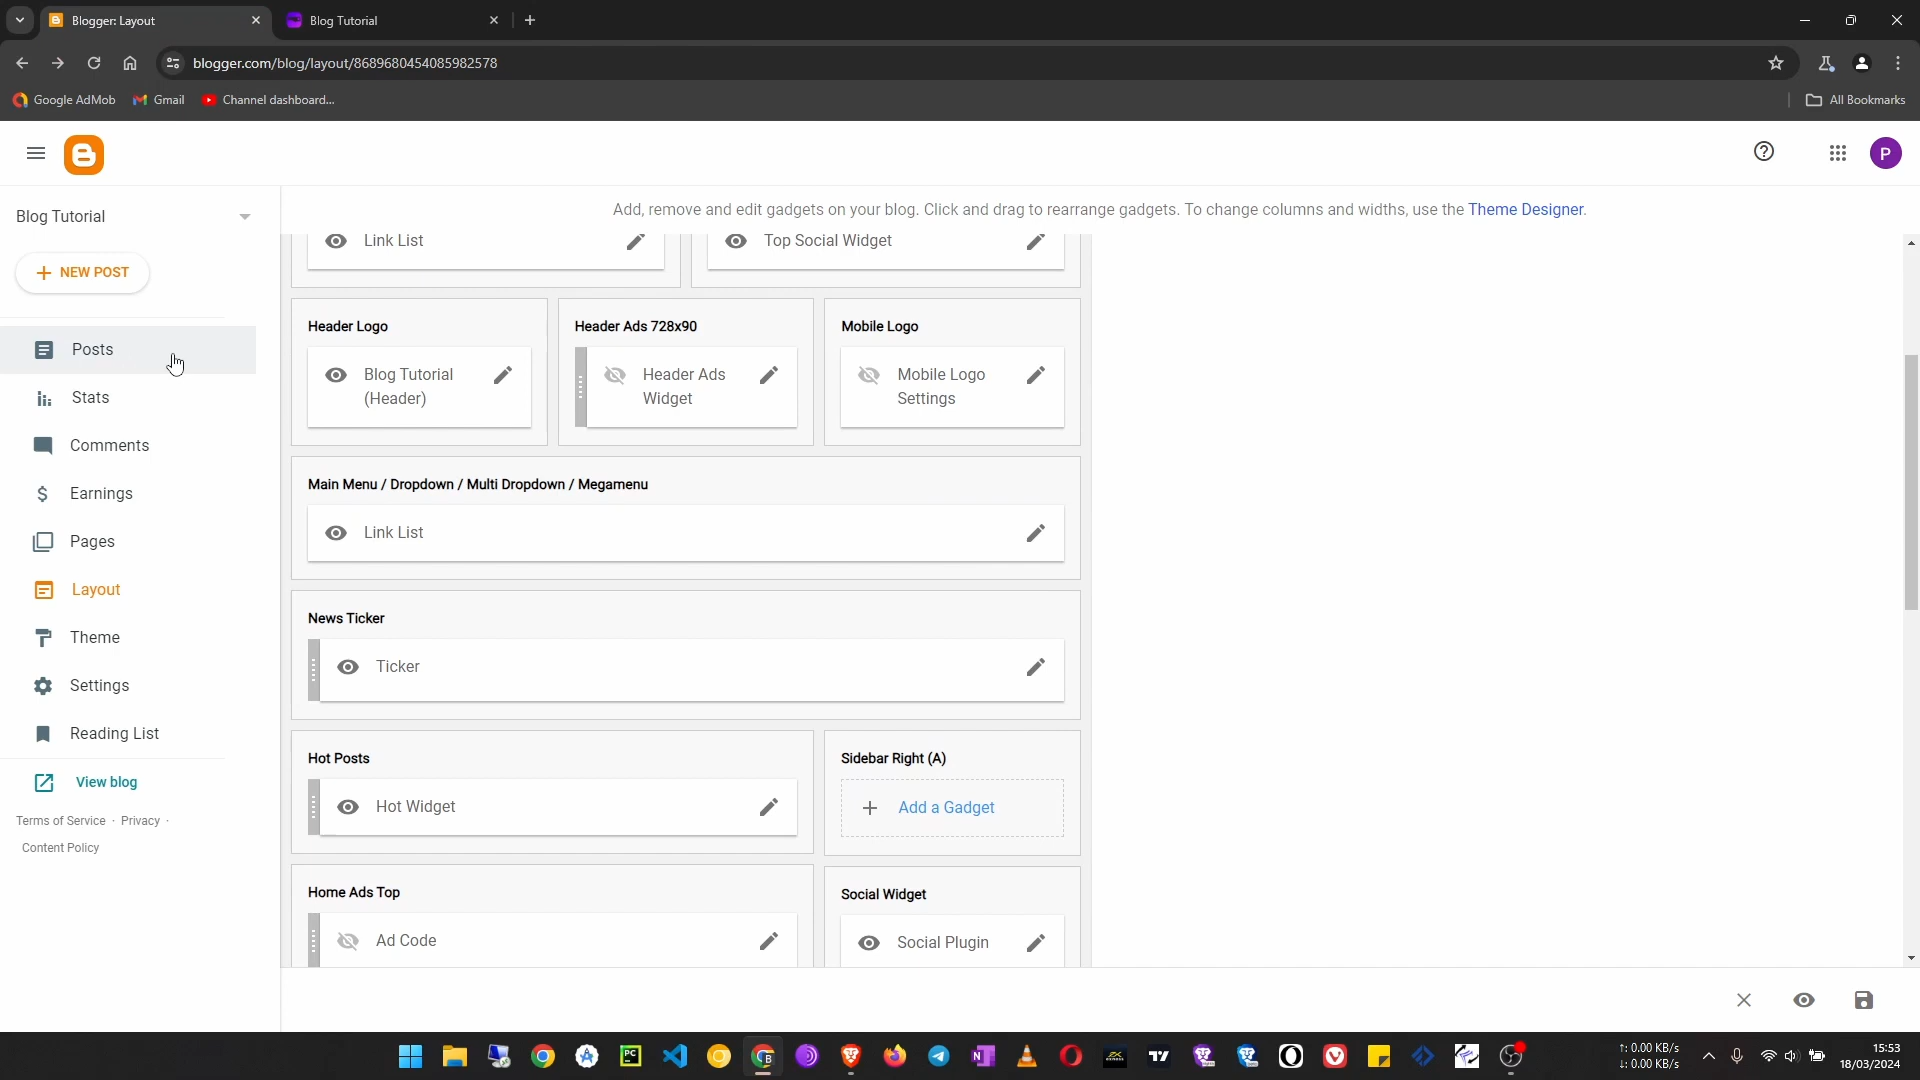 Blogger: Layout
Blog Tutorial
blogger.com/blog/layout/8689680454085982578
Google AdMob
Gmail
Channel dashboard...
All Bookmarks
P
Blog Tutorial
Add, remove and edit gadgets on your blog. Click and drag to rearrange gadgets. To change columns and widths, use the Theme Designer.
NEW POST
Posts
Stats
Comments
Earnings
Pages
Layout
Theme
Settings
Reading List
View blog
Terms of Service · Privacy ·
Content Policy
Link List
Top Social Widget
Header Logo
Blog Tutorial
(Header)
Header Ads 728x90
Header Ads
Widget
Mobile Logo
Mobile Logo
Settings
Main Menu / Dropdown / Multi Dropdown / Megamenu
Link List
News Ticker
Ticker
Hot Posts
Hot Widget
Sidebar Right (A)
Add a Gadget
Home Ads Top
Ad Code
Social Widget
Social Plugin
↑: 0.00 KB/s
↓: 0.00 KB/s
15:53
18/03/2024